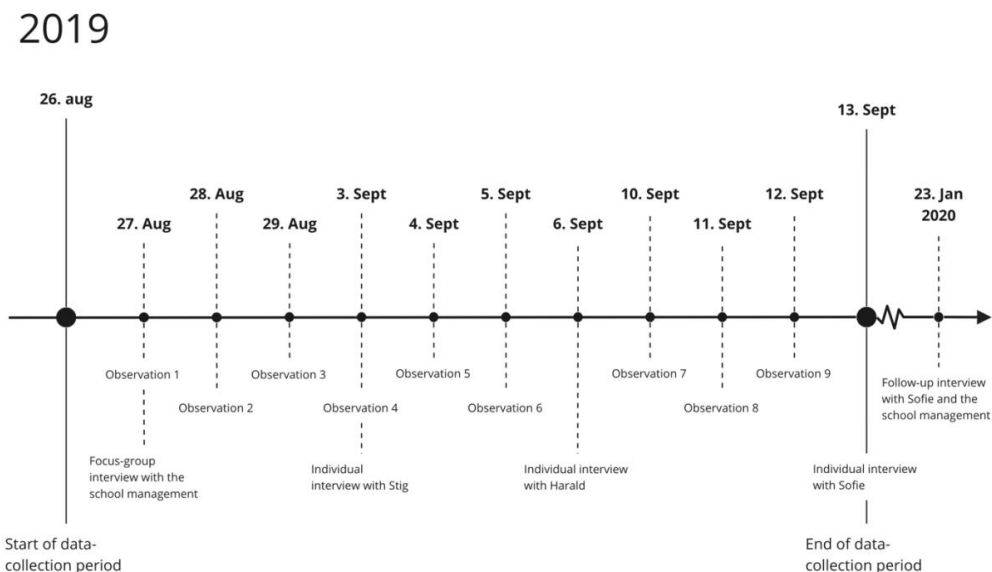 2019
26. aug
13. Sept
28. Aug
3. Sept
5. Sept
10. Sept
12. Sept
23. Jan
2020
27. Aug
29. Aug
4. Sept
6. Sept
11. Sept
Observation 1
Observation 3
Observation 5
Observation 7
Observation 9
Follow-up interview
with Sofie and the
school management
Observation 2
Observation 4
Observation 6
Observation 8
Focus-group
interview with the
school management
Individual
interview with Stig
Individual interview
with Harald
Individual interview
with Sofie
Start of data-
collection period
End of data-
collection period